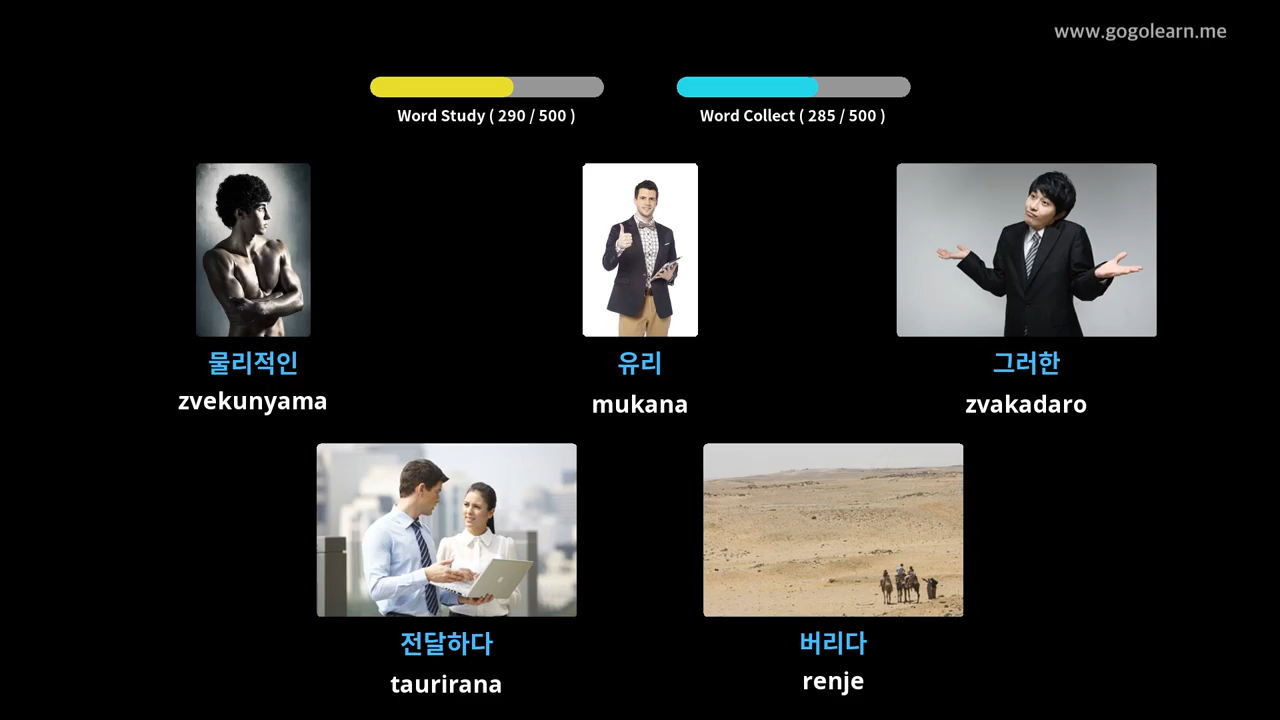 www.gogolearn.me
Word Study ( 290 / 500 )
Word Collect ( 285 / 500 )
물리적인
zvekunyama
유리
mukana
그러한
zvakadaro
전달하다
taurirana
버리다
renje